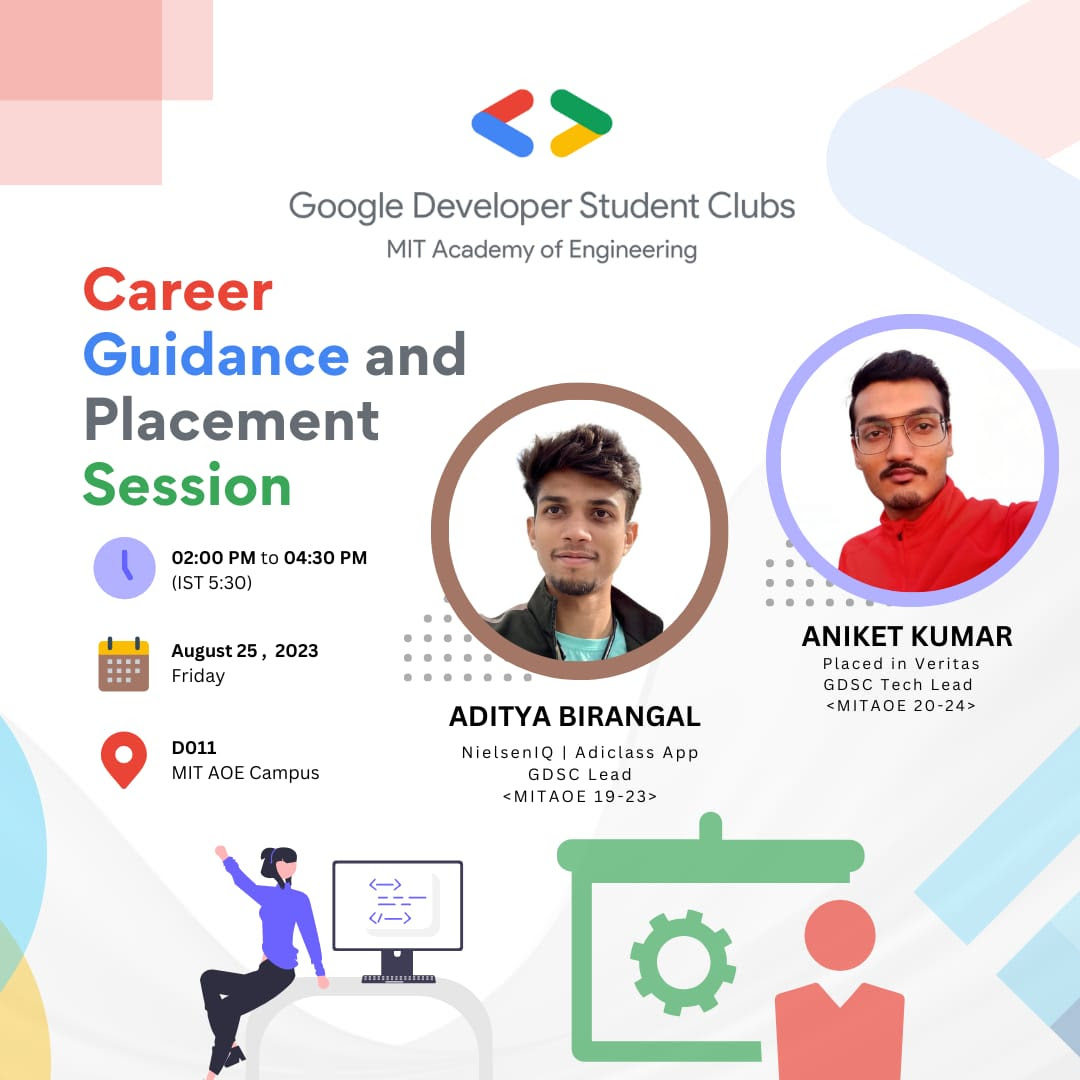 Google Developer Student Clubs
MIT Academy of Engineering
Career
Guidance and
Placement
Session
02:00 PM to 04:30 PM
(IST 5:30)
August 25 , 2023
Friday
D011
MIT AOE Campus
ADITYA BIRANGAL
NielsenIQ | Adiclass App
GDSC Lead
<MITAOE 19-23>
ANIKET KUMAR
Placed in Veritas
GDSC Tech Lead
<MITAOE 20-24>